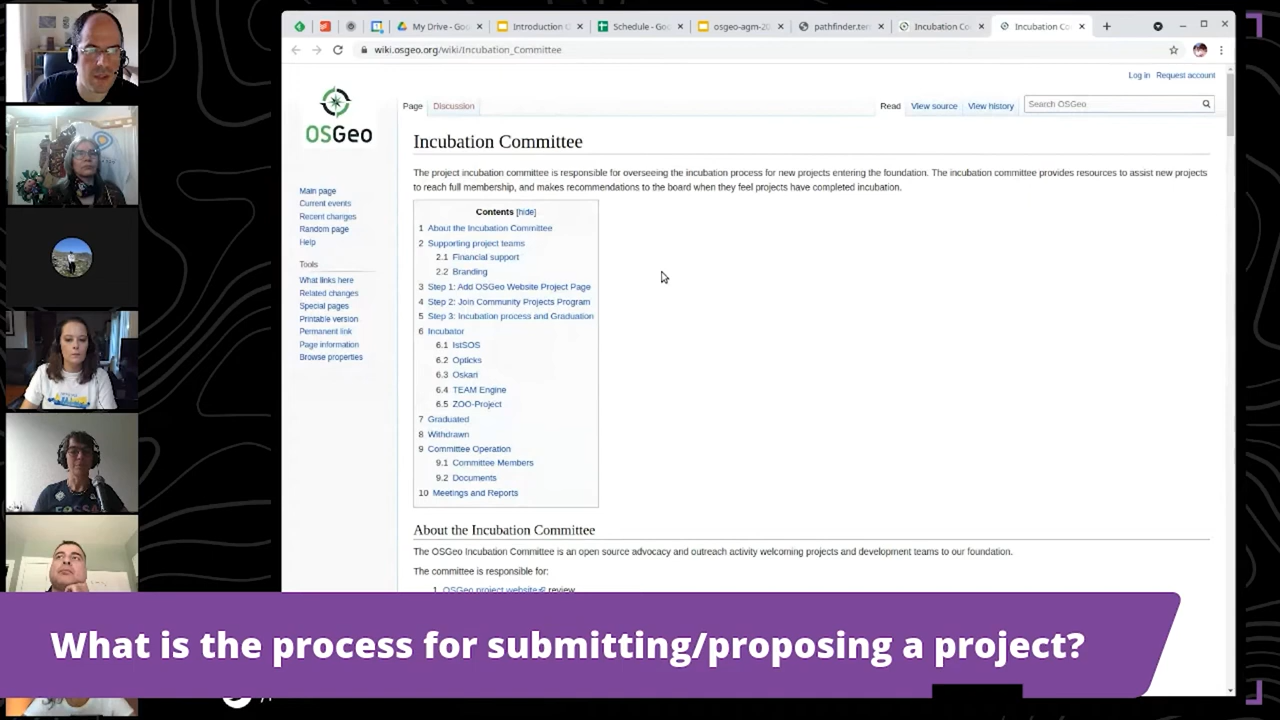 My Drive - Goo
Introduction O
Schedule - Goo
osgeo-agm-20
pathfinder.terr
Incubation Co
Incubation Co
wiki.osgeo.org/wiki/Incubation_Committee
Log in Request account
OSGeo
Page Discussion Read View source View history Search OSGeo
Main page
Current events
Recent changes
Random page
Help
Tools
What links here
Related changes
Special pages
Printable version
Permanent link
Page information
Browse properties
Incubation Committee
The project incubation committee is responsible for overseeing the incubation process for new projects entering the foundation. The incubation committee provides resources to assist new projects
to reach full membership, and makes recommendations to the board when they feel projects have completed incubation.
Contents [hide]
1 About the Incubation Committee
2 Supporting project teams
2.1 Financial support
2.2 Branding
3 Step 1: Add OSGeo Website Project Page
4 Step 2: Join Community Projects Program
5 Step 3: Incubation process and Graduation
6 Incubator
6.1 IstSOS
6.2 Opticks
6.3 Oskari
6.4 TEAM Engine
6.5 ZOO-Project
7 Graduated
8 Withdrawn
9 Committee Operation
9.1 Committee Members
9.2 Documents
10 Meetings and Reports
About the Incubation Committee
The OSGeo Incubation Committee is an open source advocacy and outreach activity welcoming projects and development teams to our foundation.
The committee is responsible for:
1. OSGeo project website review
What is the process for submitting/proposing a project?